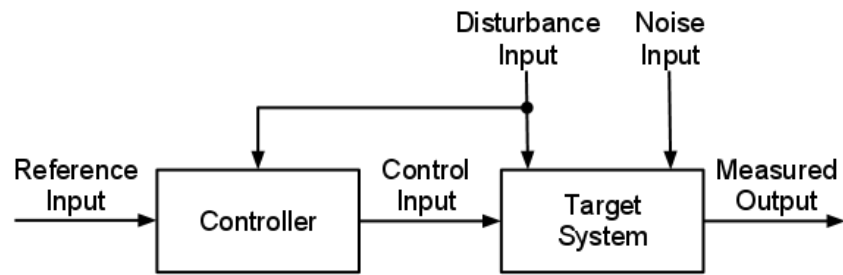 Disturbance
Input
Noise
Input
Reference
Input
Controller
Control
Input
Target
System
Measured
Output